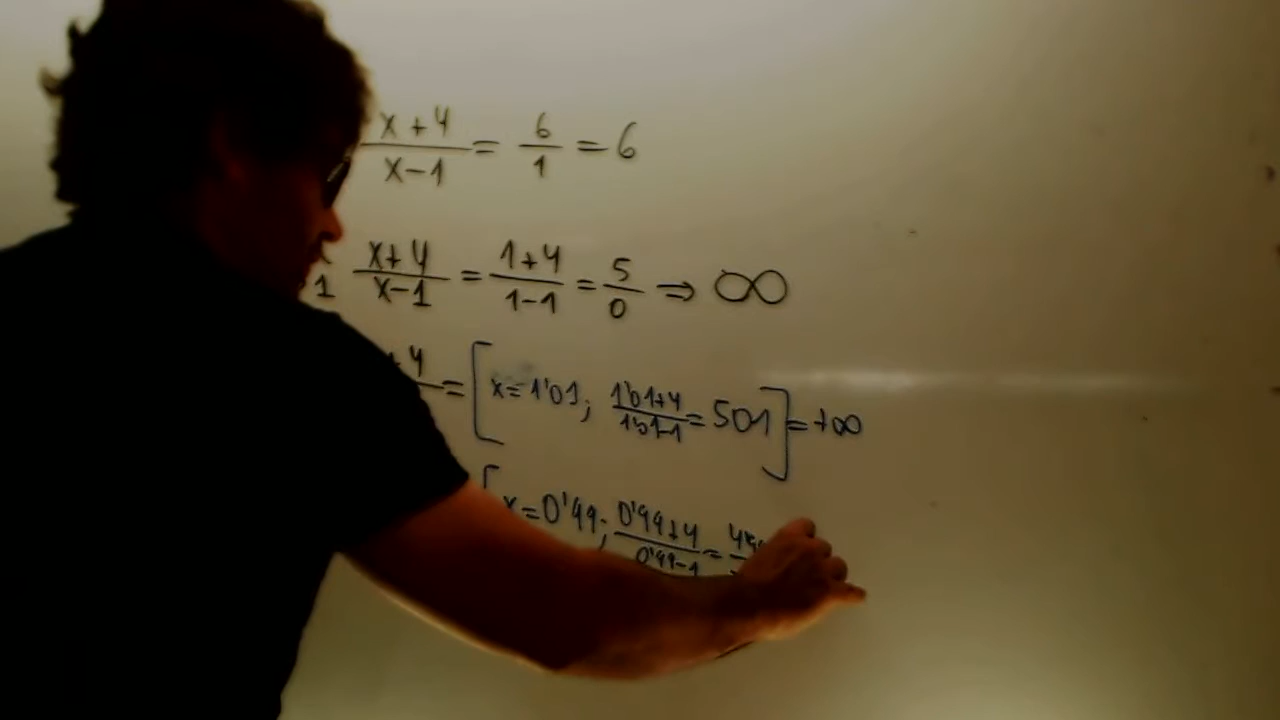 x+4/x-1 = 6/1 = 6
1 x+4/x-1 = 1+4/1-1 = 5/0 ⇒ ∞
+4 = [x=1'01; 1'01+4/1'01-1 = 501] = +∞
[x=0'99; 0'99+4/0'99-1 =